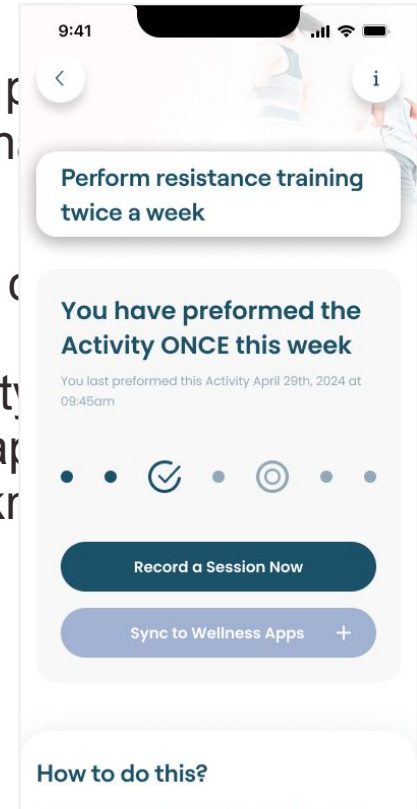 9:41
i
Perform resistance training
twice a week
You have preformed the
Activity ONCE this week
You last preformed this Activity April 29th, 2024 at
09:45am
Record a Session Now
Sync to Wellness Apps +
How to do this?